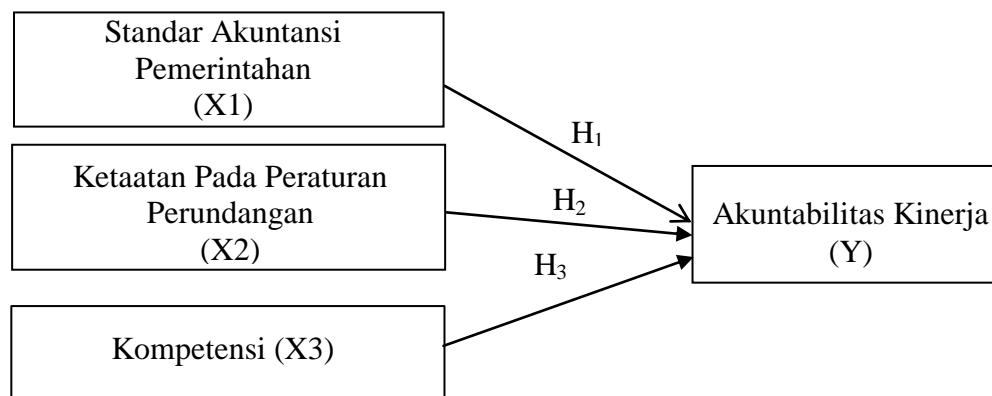 Standar Akuntansi
Pemerintahan
(X1)
H₁
Ketaatan Pada Peraturan
Perundangan
(X2)
H₂
Akuntabilitas Kinerja
(Y)
H₃
Kompetensi (X3)